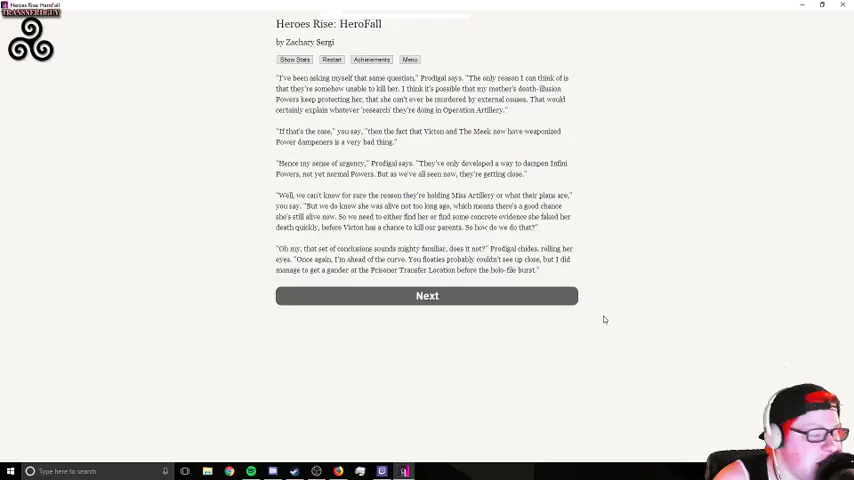 Heroes Rise: HeroFall
TRANSNERDGUY
Heroes Rise: HeroFall
by Zachary Sergi
Show Stats Restart Achievements Menu
"I've been asking myself that same question," Prodigal says. "The only reason I can think of is
that they're somehow unable to kill her. I think it's possible that my mother's death-illusion
Powers keep protecting her, that she can't ever be murdered by external causes. That would
certainly explain whatever 'research' they're doing in Operation Artillery."
"If that's the case," you say, "then the fact that Victon and The Meek now have weaponized
Power dampeners is a very bad thing."
"Hence my sense of urgency," Prodigal says. "They've only developed a way to dampen Infini
Powers, not yet normal Powers. But as we've all seen now, they're getting close."
"Well, we can't know for sure the reason they're holding Miss Artillery or what their plans are,"
you say. "But we do know she was alive not too long ago, which means there's a good chance
she's still alive now. So we need to either find her or find some concrete evidence she faked her
death quickly, before Victon has a chance to kill our parents. So how do we do that?"
"Oh my, that set of conclusions sounds mighty familiar, does it not?" Prodigal chides, rolling her
eyes. "Once again, I'm ahead of the curve. You floaties probably couldn't see up close, but I did
manage to get a gander at the Prisoner Transfer Location before the holo-file burst."
Next
Type here to search